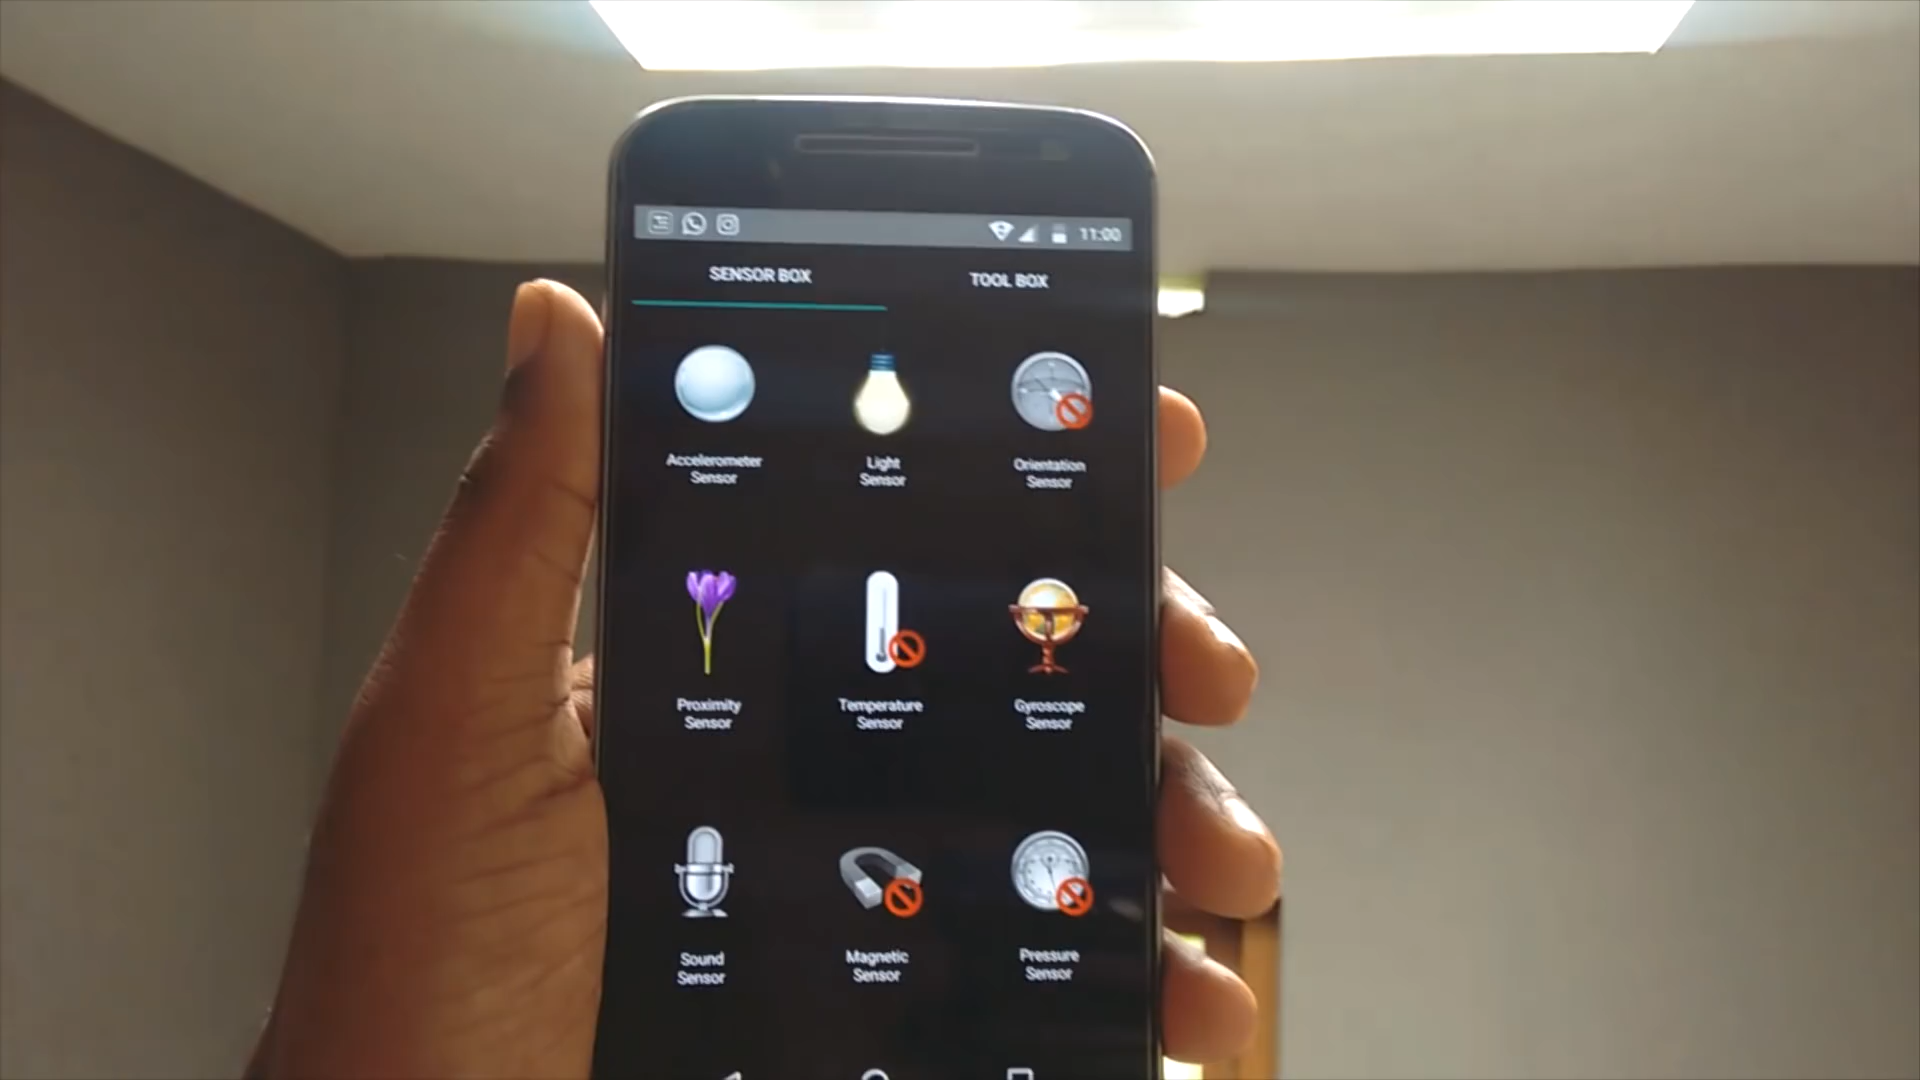 11:00
SENSOR BOX
TOOL BOX
Accelerometer
Sensor
Light
Sensor
Orientation
Sensor
Proximity
Sensor
Temperature
Sensor
Gyroscope
Sensor
Sound
Sensor
Magnetic
Sensor
Pressure
Sensor